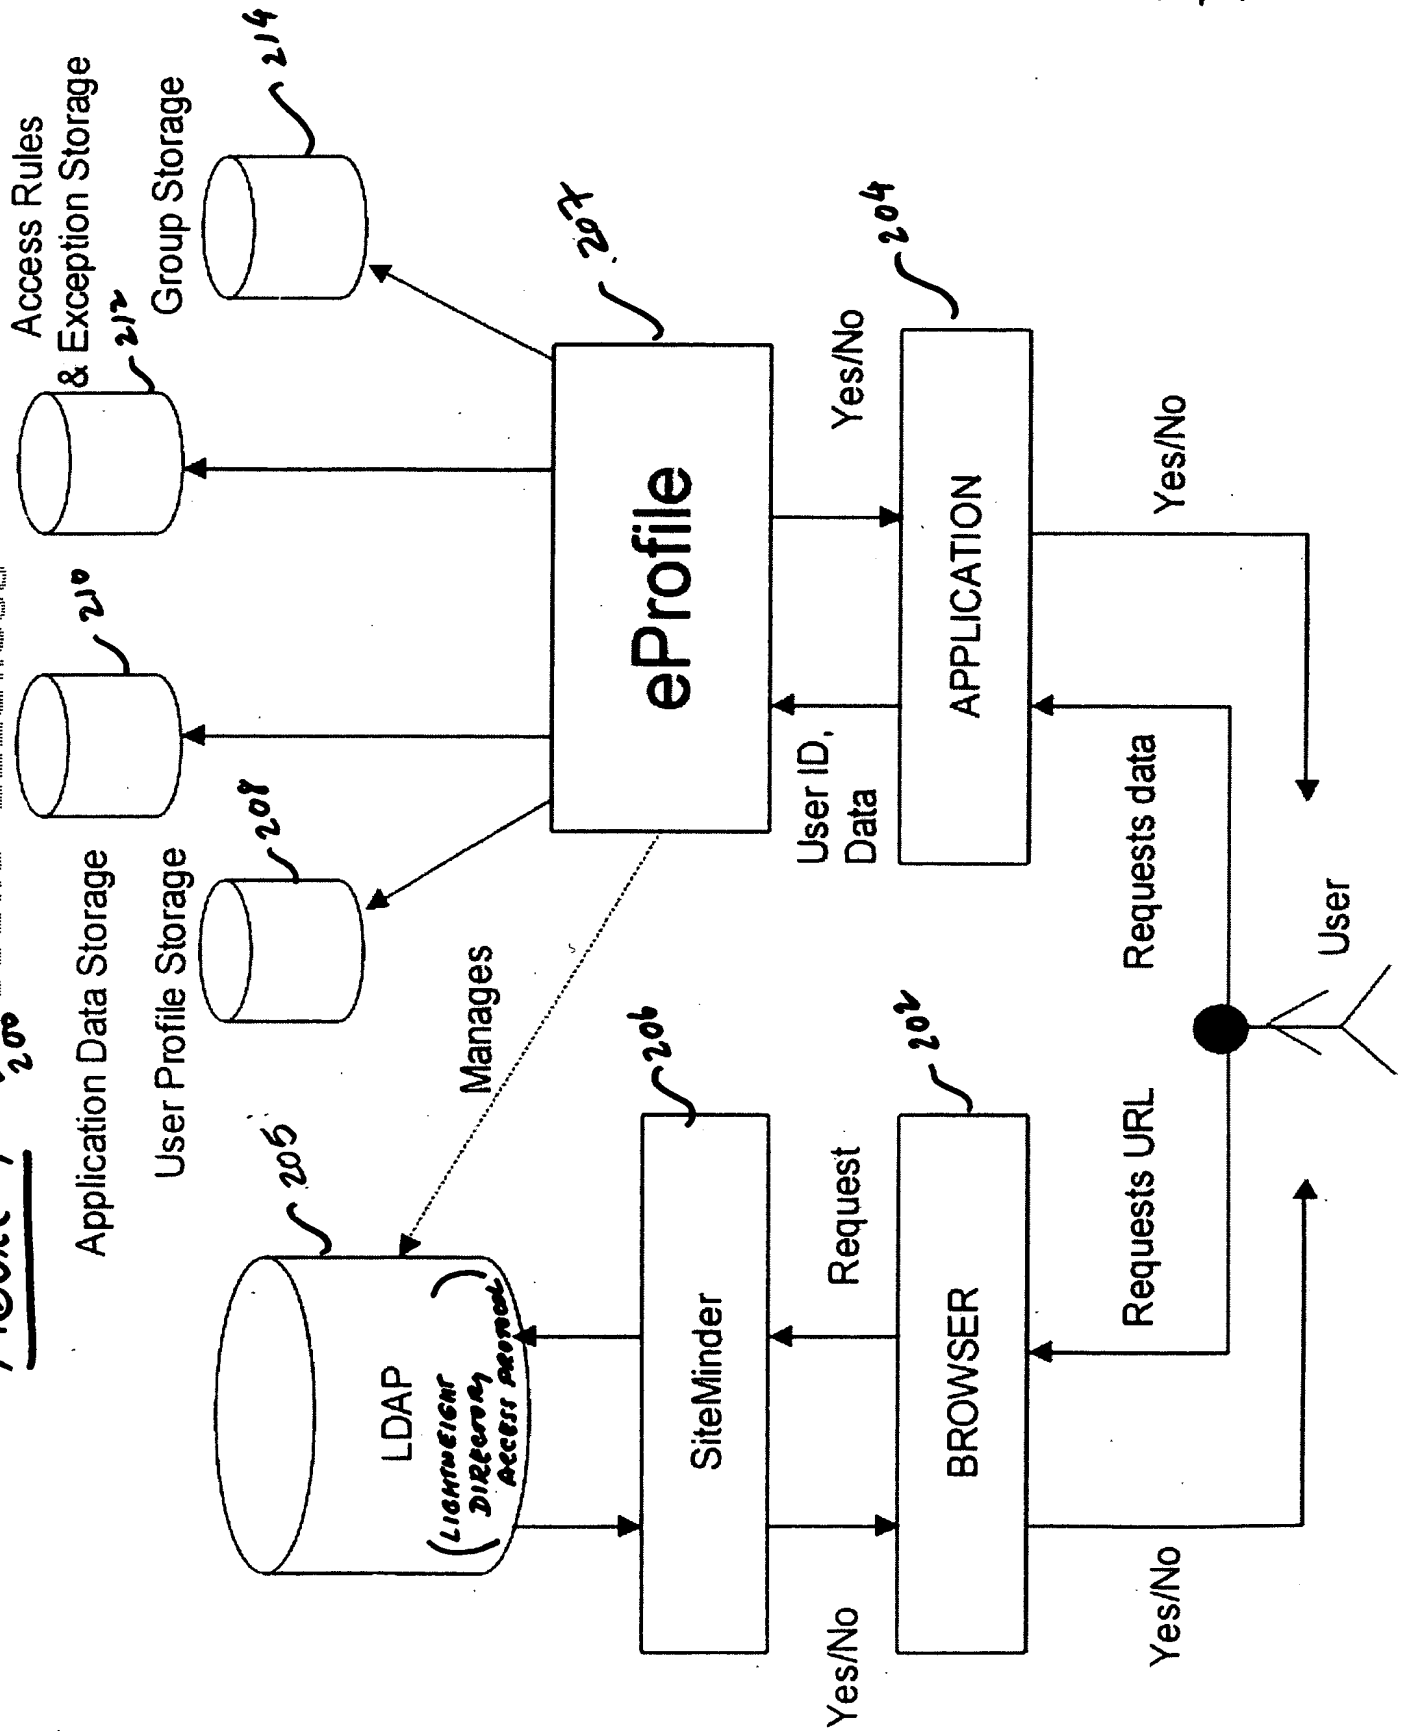 200
Access Rules
& Exception Storage
212
Group Storage
214
210
Application Data Storage
User Profile Storage
208
205
LDAP
(LIGHTWEIGHT
DIRECTORY
ACCESS PROTOCOL)
Manages
206
SiteMinder
eProfile
207
Yes/No
Request
User ID,
Data
Yes/No
202
BROWSER
204
APPLICATION
Yes/No
Requests URL
Requests data
Yes/No
User